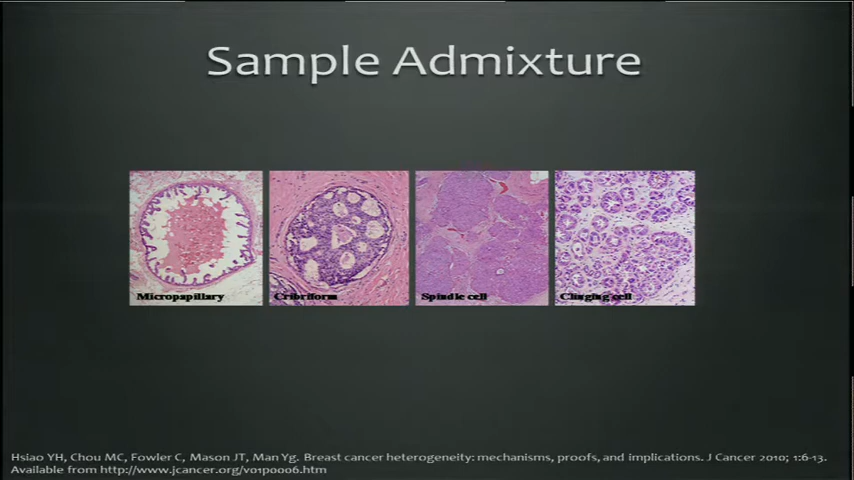 Sample Admixture
Micropapillary
Cribriform
Spindle cell
Clinging cell
Hsiao YH, Chou MC, Fowler C, Mason JT, Man Yg. Breast cancer heterogeneity: mechanisms, proofs, and implications. J Cancer 2010; 1:6-13.
Available from http://www.jcancer.org/v01p0006.htm